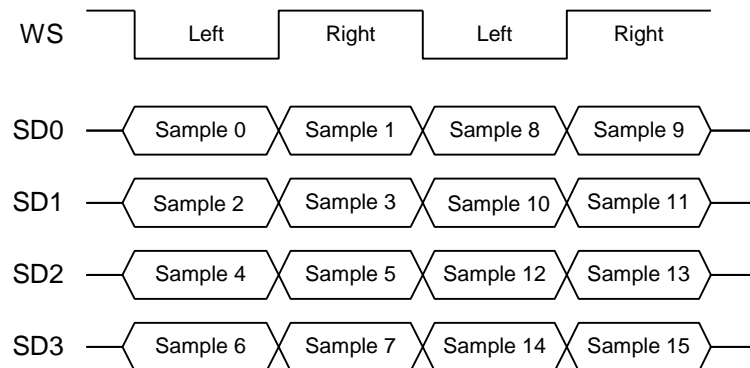 WS Left Right Left Right
SD0 Sample 0 Sample 1 Sample 8 Sample 9
SD1 Sample 2 Sample 3 Sample 10 Sample 11
SD2 Sample 4 Sample 5 Sample 12 Sample 13
SD3 Sample 6 Sample 7 Sample 14 Sample 15